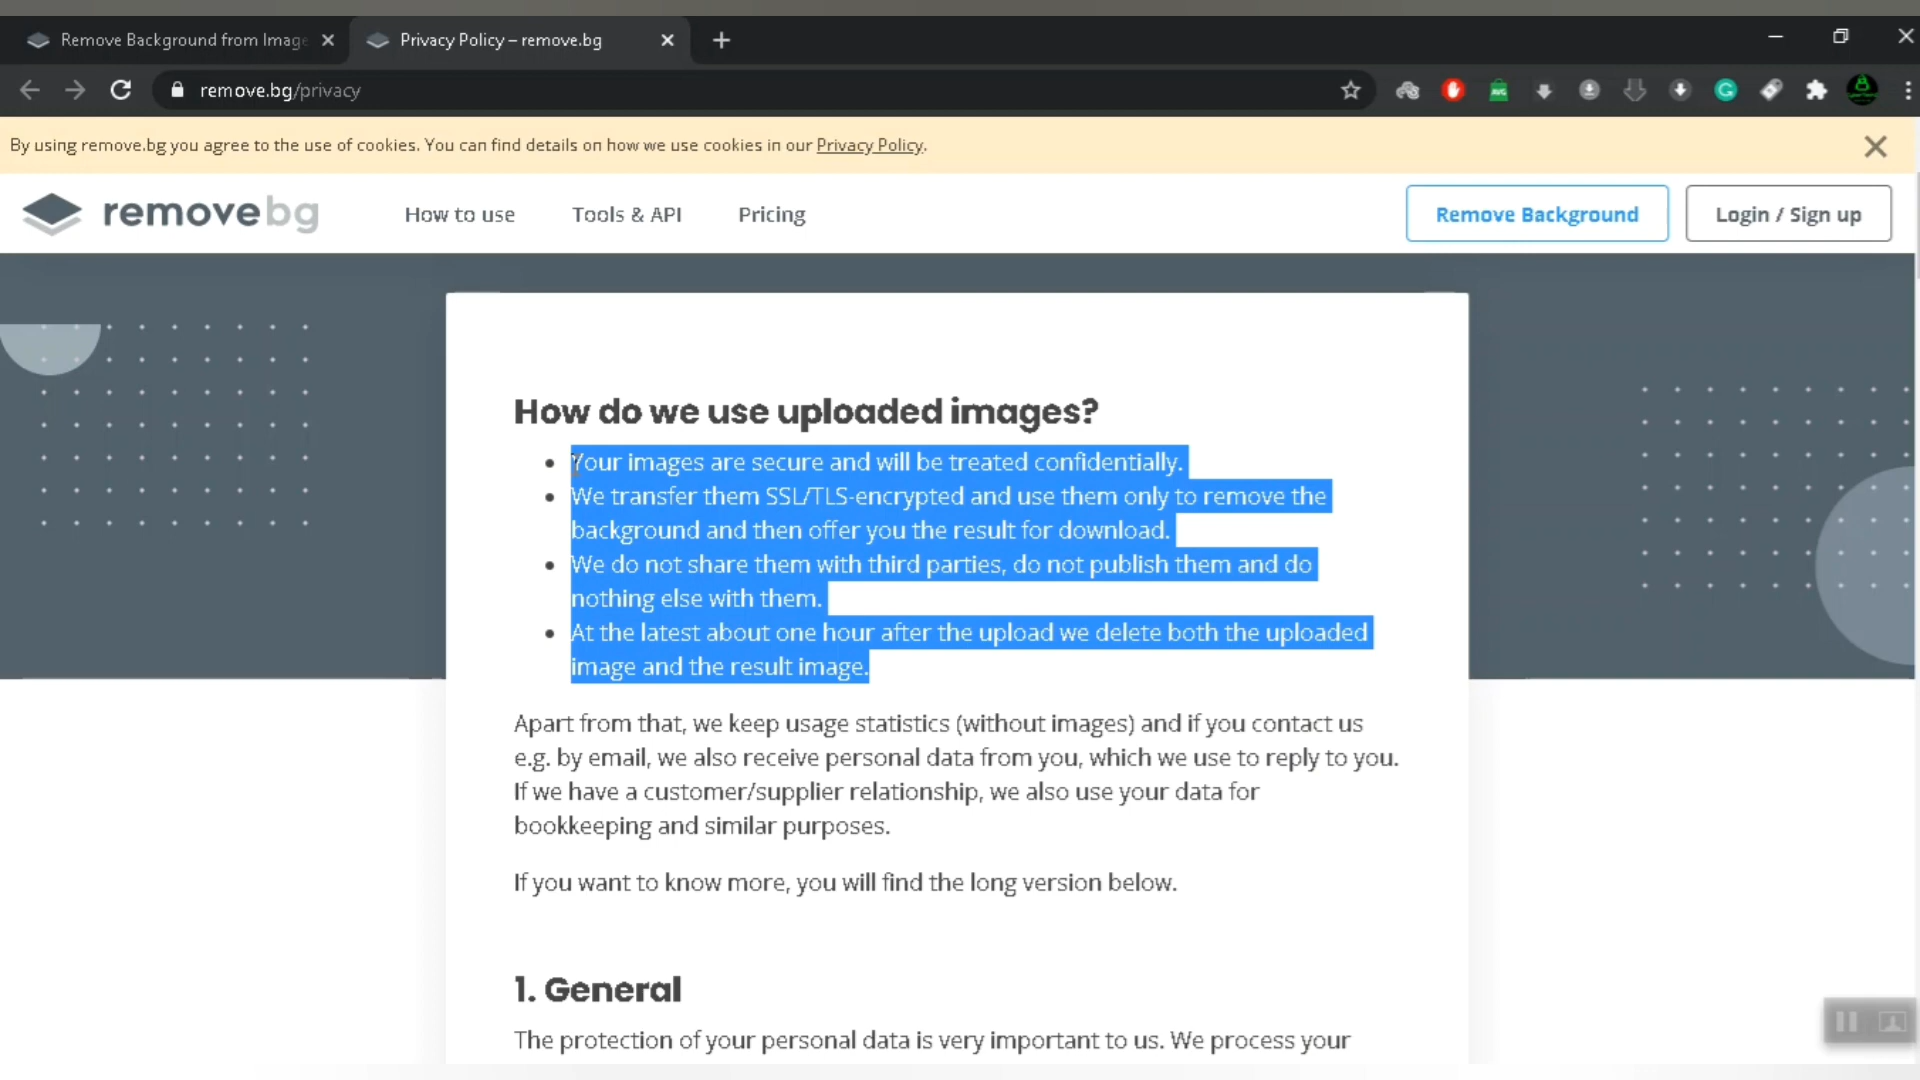 Remove Background from Image
Privacy Policy – remove.bg
remove.bg/privacy
By using remove.bg you agree to the use of cookies. You can find details on how we use cookies in our Privacy Policy.
removebg
How to use
Tools & API
Pricing
Remove Background
Login / Sign up
How do we use uploaded images?
Your images are secure and will be treated confidentially.
We transfer them SSL/TLS-encrypted and use them only to remove the
background and then offer you the result for download.
We do not share them with third parties, do not publish them and do
nothing else with them.
At the latest about one hour after the upload we delete both the uploaded
image and the result image.
Apart from that, we keep usage statistics (without images) and if you contact us
e.g. by email, we also receive personal data from you, which we use to reply to you.
If we have a customer/supplier relationship, we also use your data for
bookkeeping and similar purposes.
If you want to know more, you will find the long version below.
1. General
The protection of your personal data is very important to us. We process your